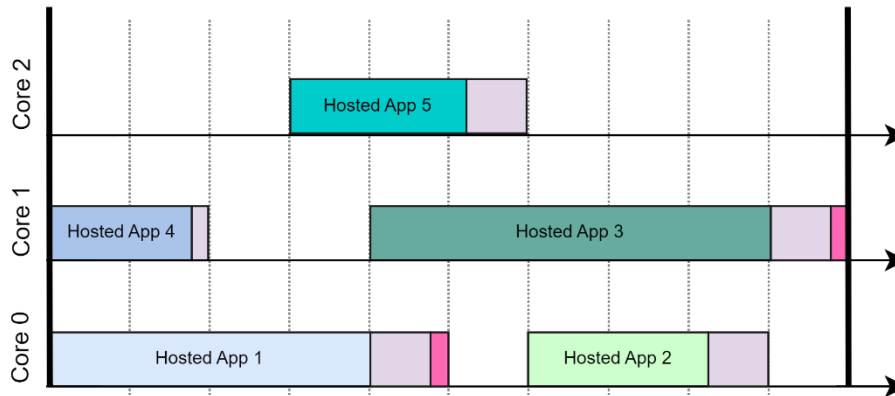 Core 2
Hosted App 5
Core 1
Hosted App 4
Hosted App 3
Core 0
Hosted App 1
Hosted App 2